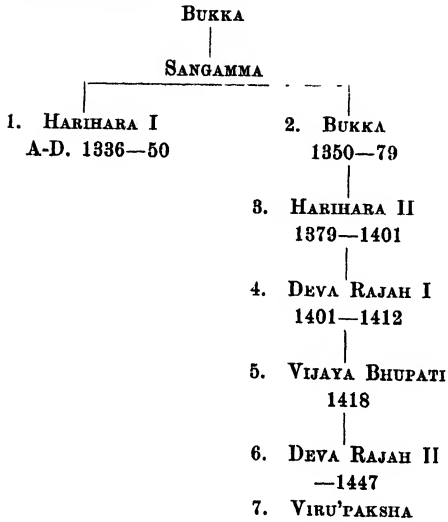 BUKKA
SANGAMMA
1. HARIHARA I 2. BUKKA
A-D. 1336—50 1350—79
3. HARIHARA II
1379—1401
4. DEVA RAJAH I
1401—1412
5. VIJAYA BHUPATI
1418
6. DEVA RAJAH II
—1447
7. VIRU'PAKSHA